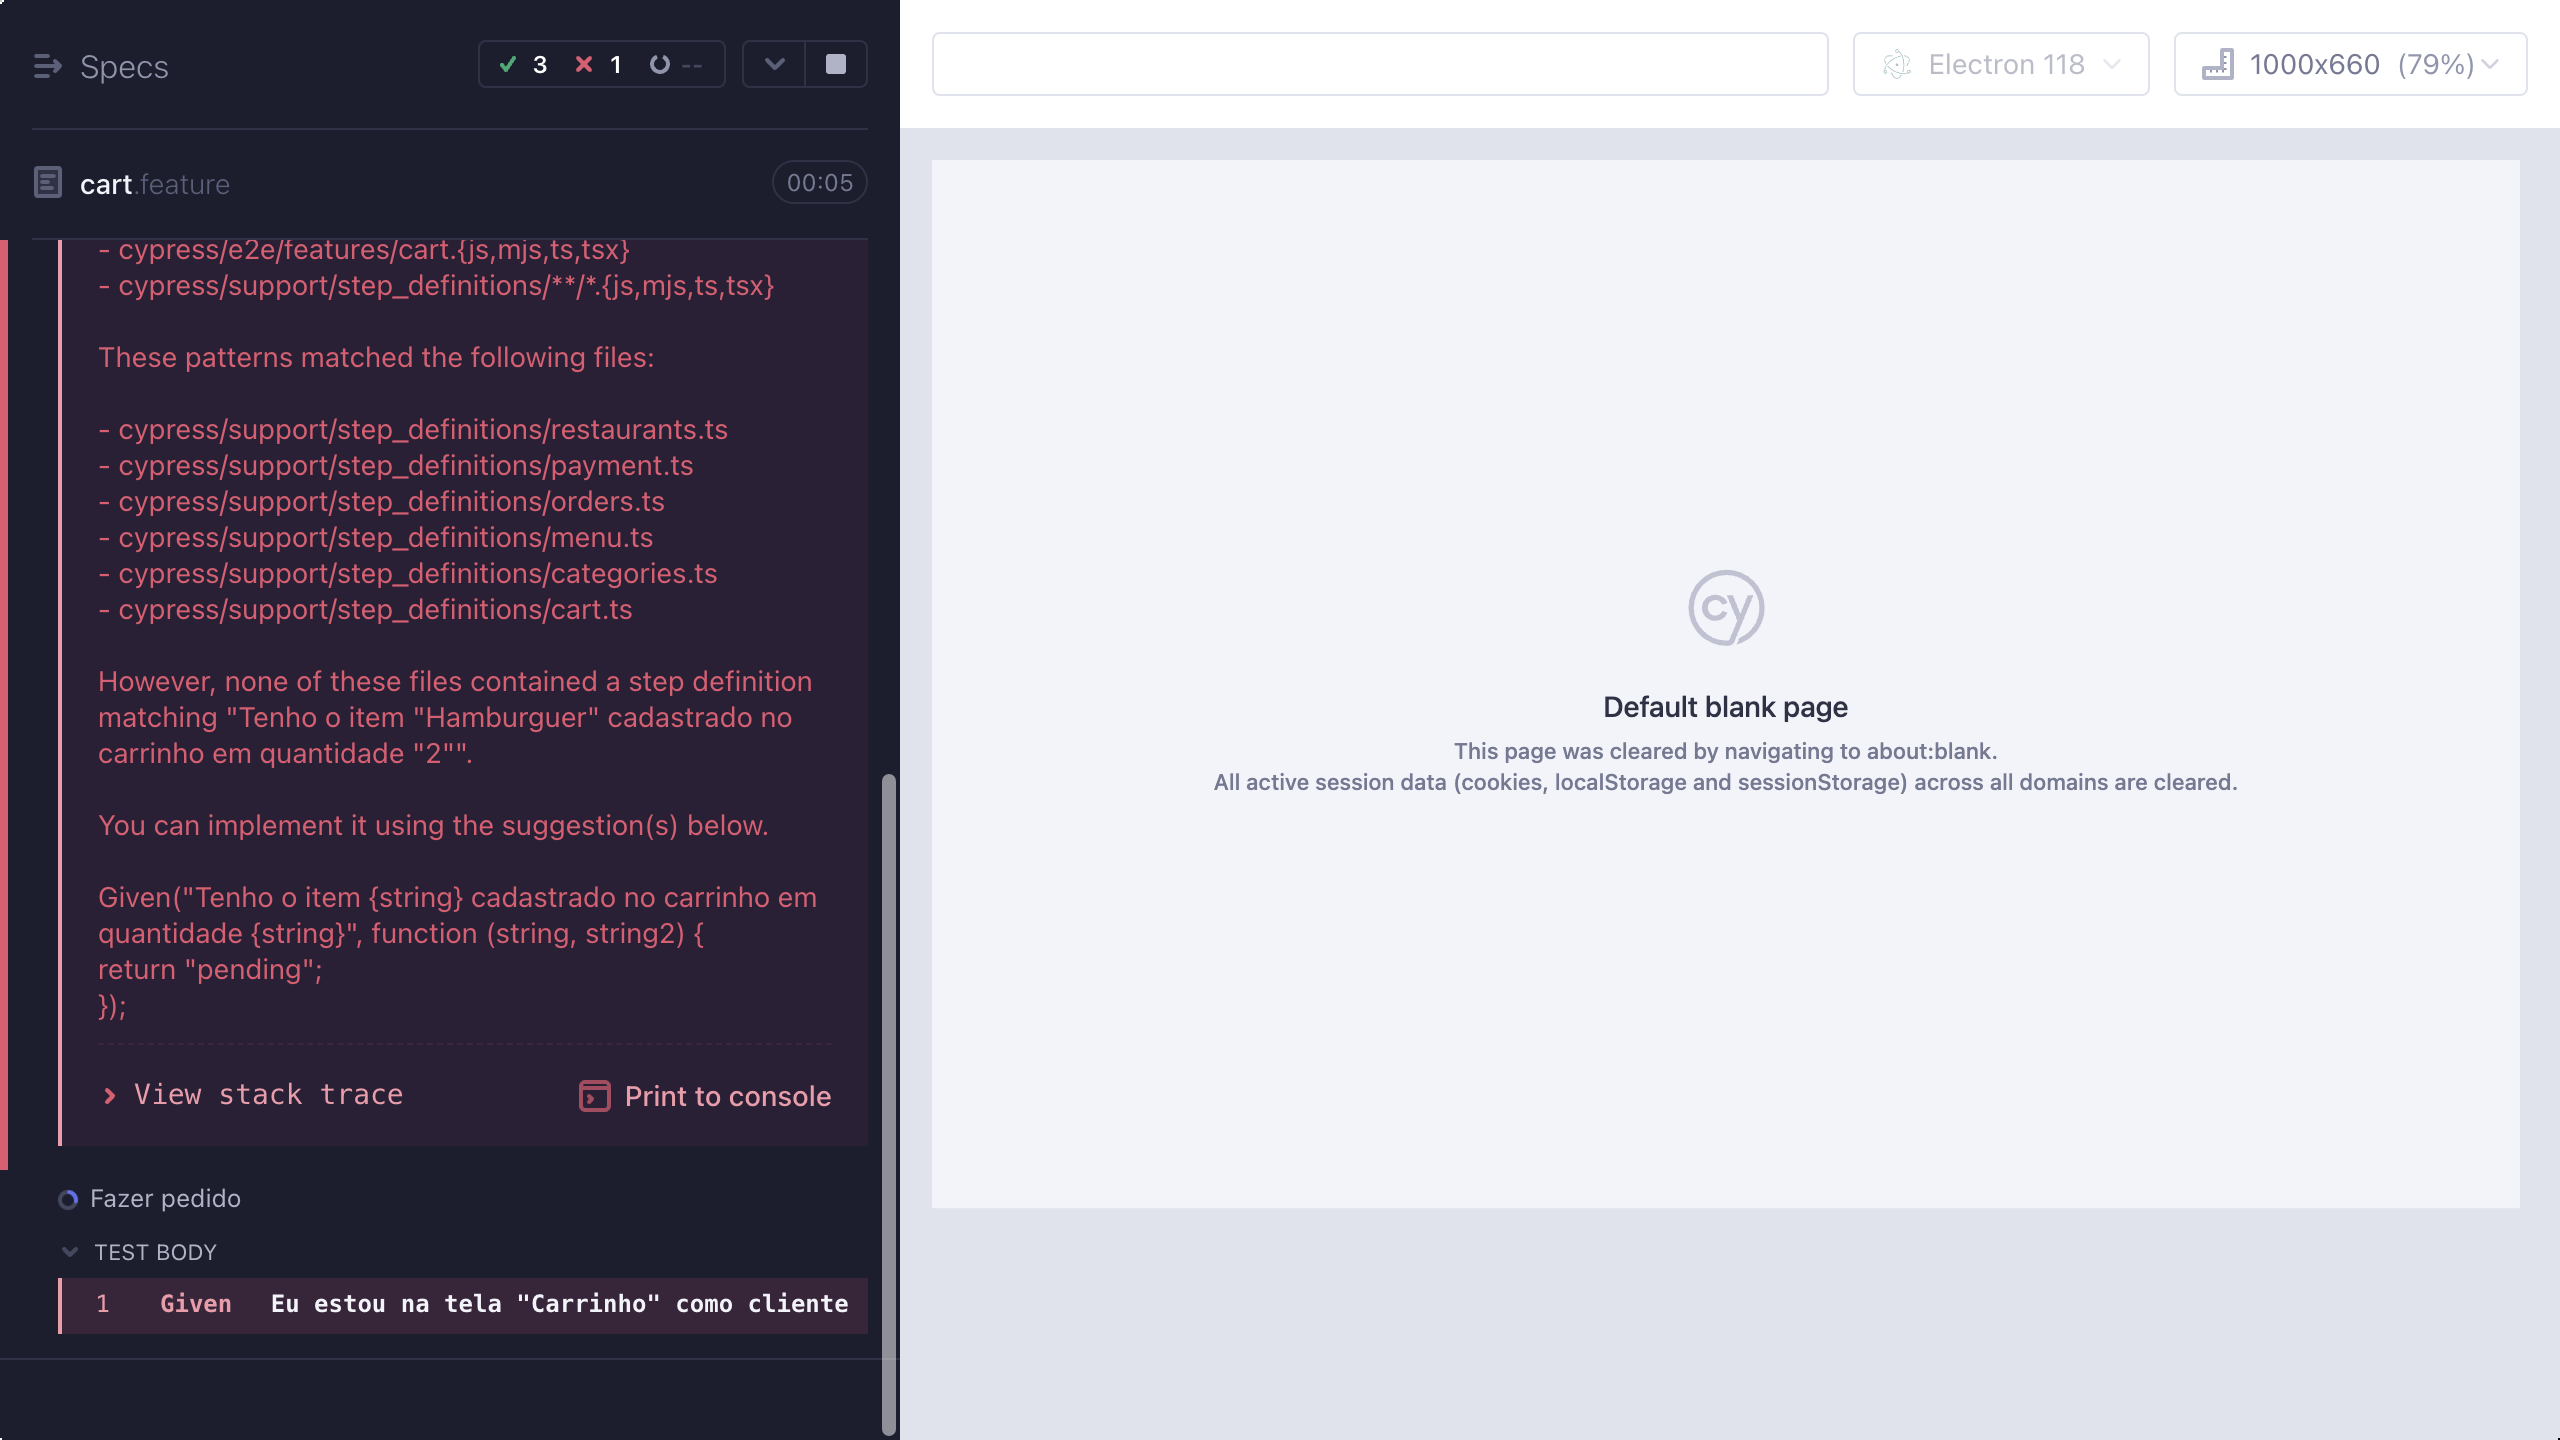 Specs
3 1 --
cart.feature
00:05
- cypress/e2e/features/cart.{js,mjs,ts,tsx}
- cypress/support/step_definitions/**/*.{js,mjs,ts,tsx}
These patterns matched the following files:
- cypress/support/step_definitions/restaurants.ts
- cypress/support/step_definitions/payment.ts
- cypress/support/step_definitions/orders.ts
- cypress/support/step_definitions/menu.ts
- cypress/support/step_definitions/categories.ts
- cypress/support/step_definitions/cart.ts
However, none of these files contained a step definition
matching "Tenho o item "Hamburguer" cadastrado no
carrinho em quantidade "2"".
You can implement it using the suggestion(s) below.
Given("Tenho o item {string} cadastrado no carrinho em
quantidade {string}", function (string, string2) {
return "pending";
});
View stack trace
Print to console
Fazer pedido
TEST BODY
1 Given Eu estou na tela "Carrinho" como cliente
Electron 118
1000x660 (79%)
cy
Default blank page
This page was cleared by navigating to about:blank.
All active session data (cookies, localStorage and sessionStorage) across all domains are cleared.